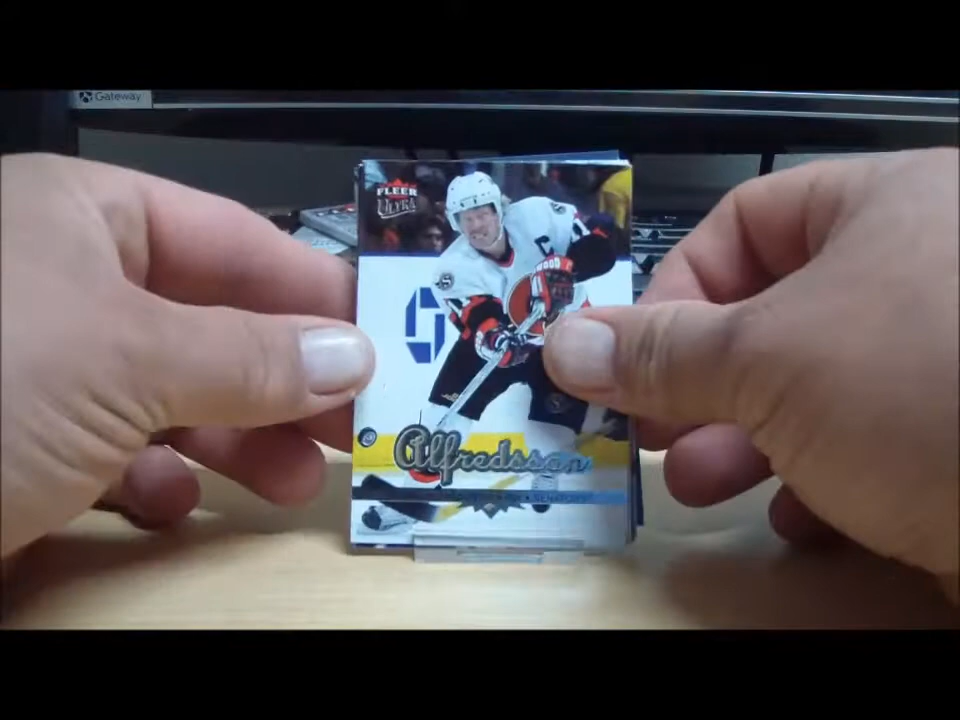 Gateway
FLEER
ULTRA
C
Alfredsson
SENATORS